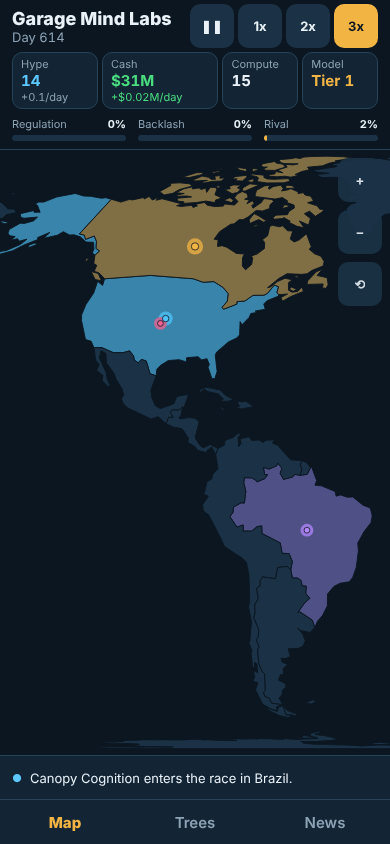 Garage Mind Labs
Day 614
❚❚ 1x 2x 3x
Hype Cash Compute Model
14 $31M 15 Tier 1
+0.1/day +$0.02M/day
Regulation 0% Backlash 0% Rival 2%
+
−
⟲
Canopy Cognition enters the race in Brazil.
Map Trees News